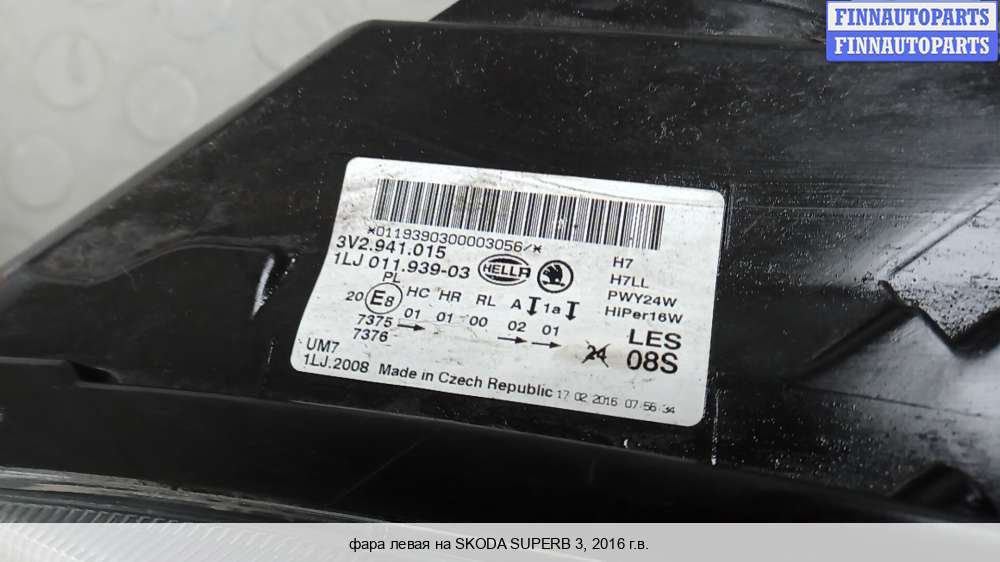 FINNAUTOPARTS
FINNAUTOPARTS
*0119390300003056/*
3V2.941.015
1LJ 011.939-03
HELLA
H7
H7LL
PWY24W
HiPer16W
PL
20 E8 HC HR RL A 1a
01 01 00 02 01
7375
7376
LES
24 08S
UM7
1LJ.2008 Made in Czech Republic 17 02 2016 07:56:34
фара левая на SKODA SUPERB 3, 2016 г.в.